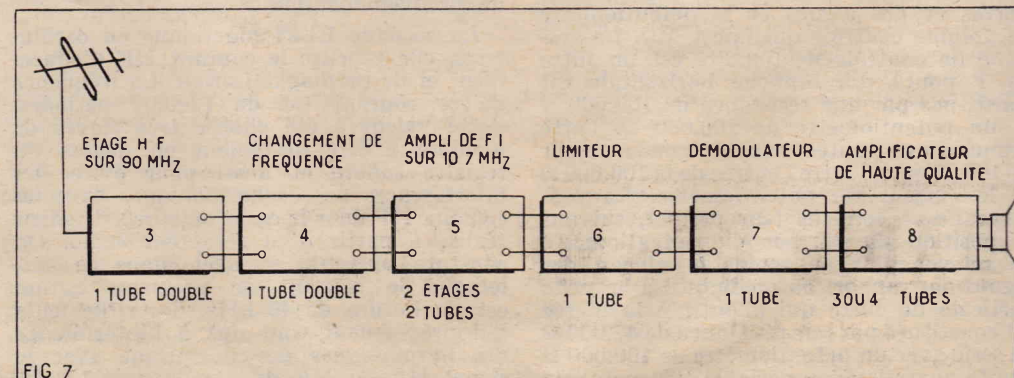 ETAGE H F
SUR 90 MHZ
CHANGEMENT DE
FREQUENCE
AMPLI DE F I
SUR 10 7 MHZ
LIMITEUR
DEMODULATEUR
AMPLIFICATEUR
DE HAUTE QUALITE
3
4
5
6
7
8
1 TUBE DOUBLE
1 TUBE DOUBLE
2 ETAGES
2 TUBES
1 TUBE
1 TUBE
3 OU 4 TUBES
FIG 7